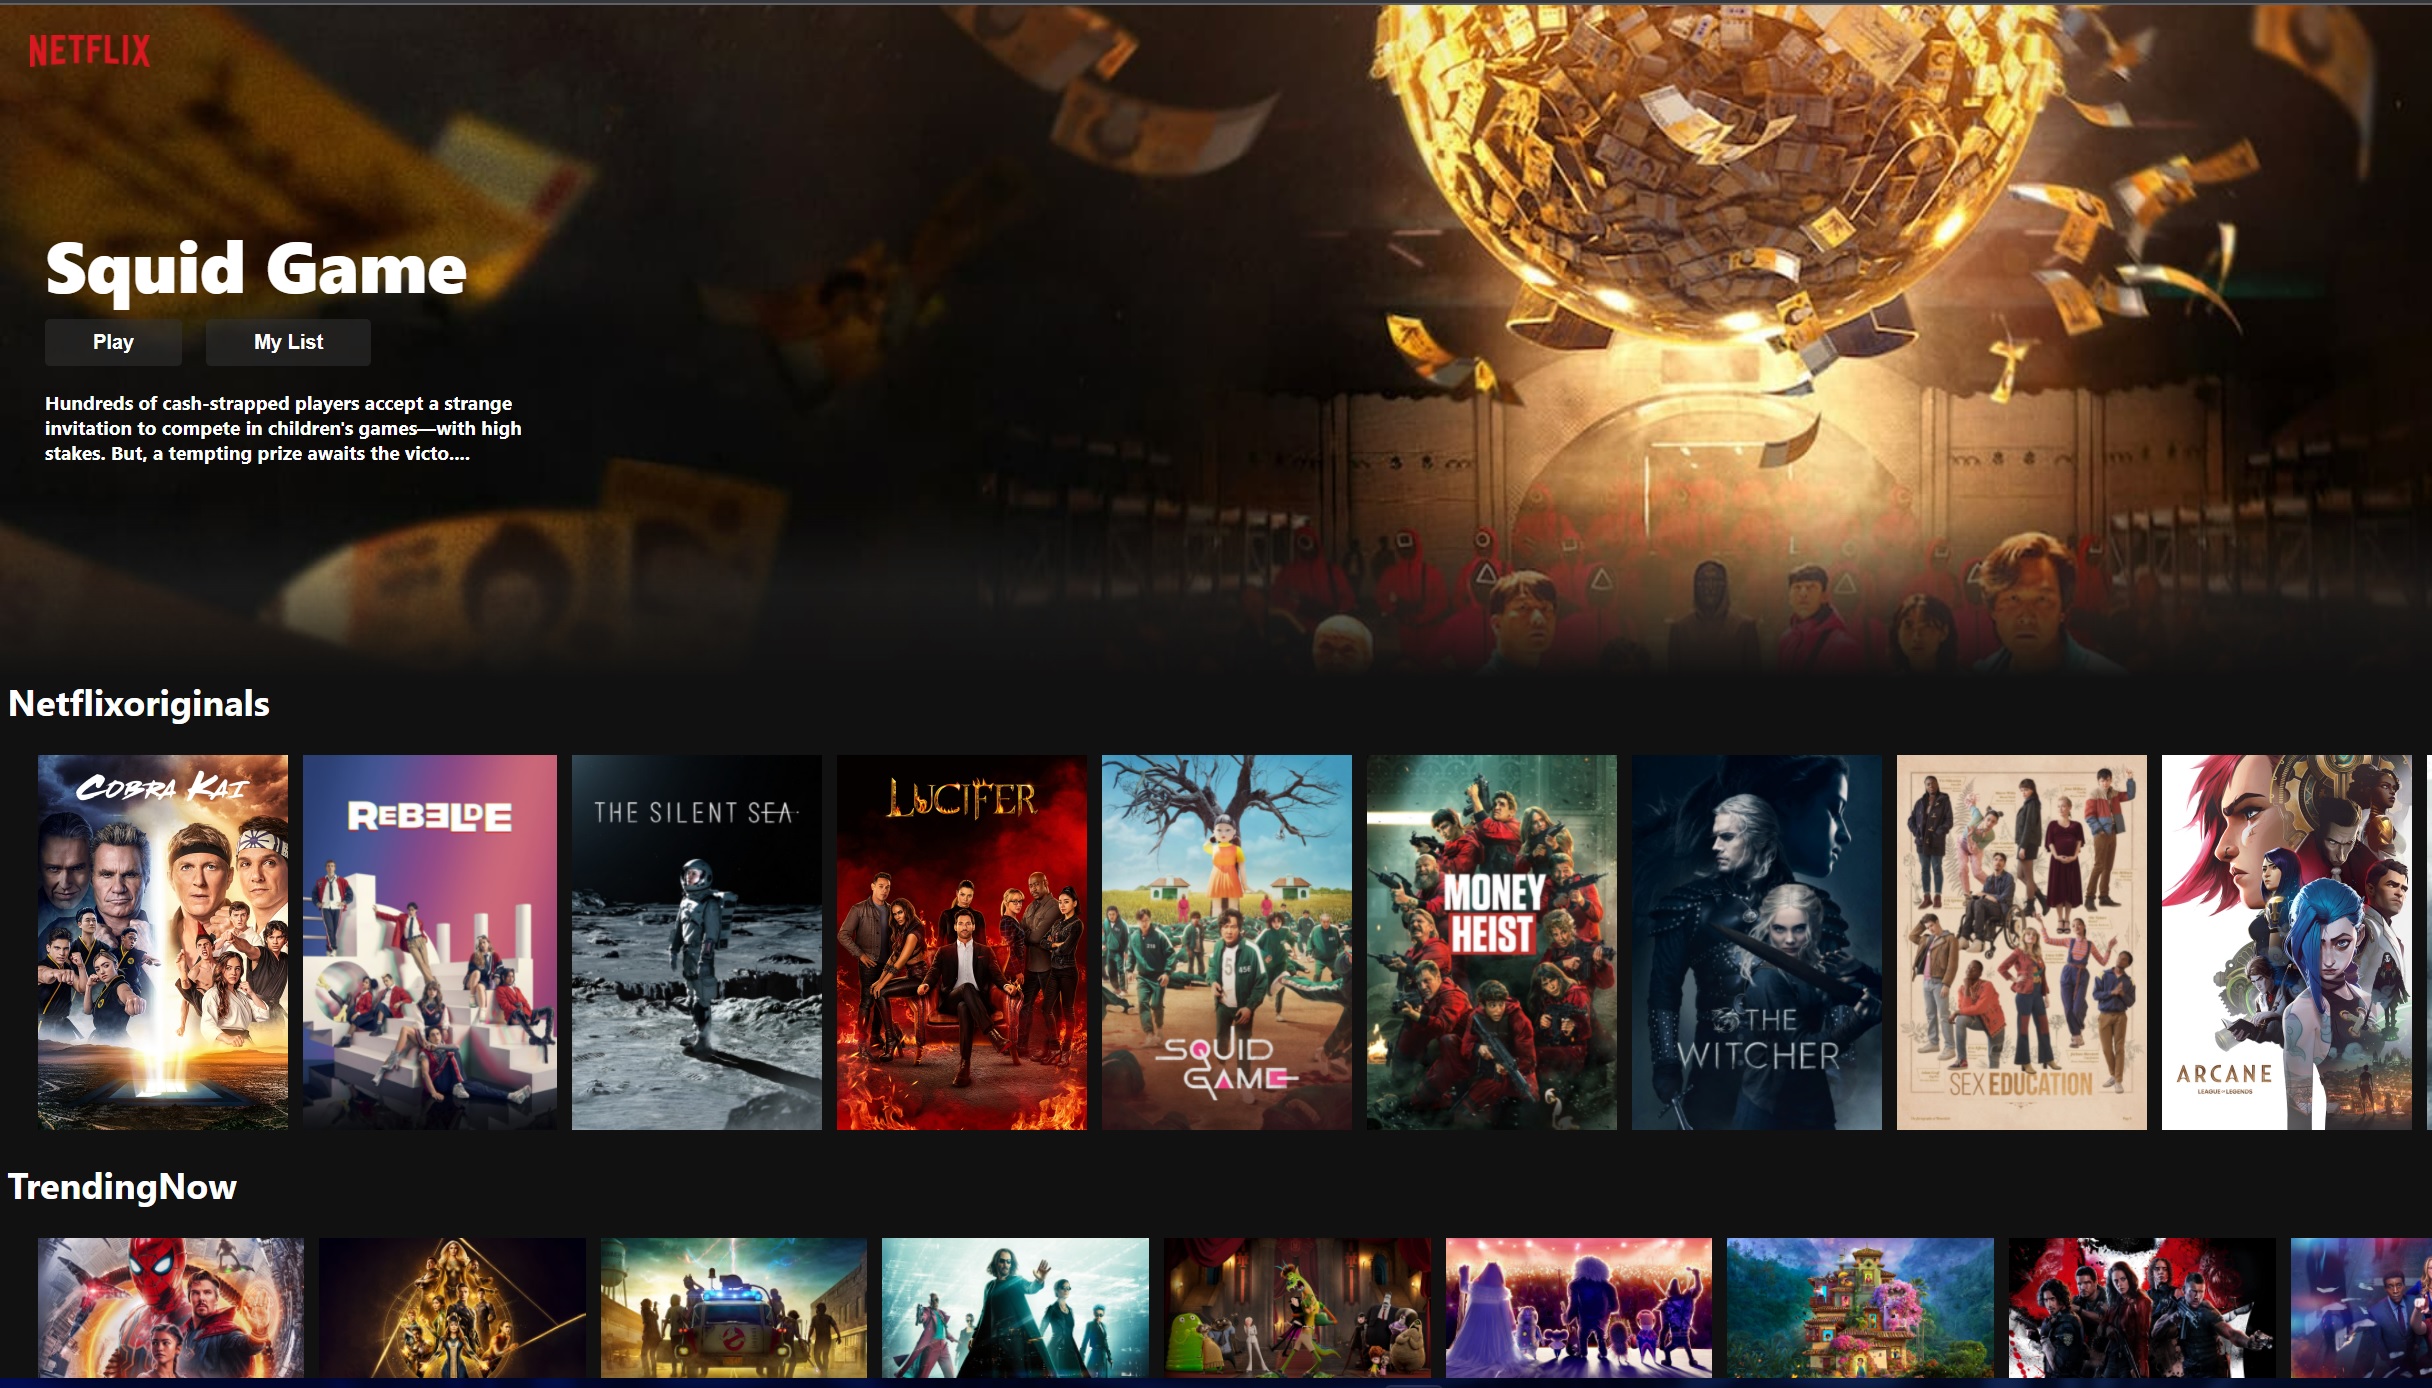 NETFLIX
Squid Game
Play
My List
Hundreds of cash-strapped players accept a strange
invitation to compete in children's games—with high
stakes. But, a tempting prize awaits the victo....
Netflixoriginals
COBRA KAI
REBELDE
THE SILENT SEA
LUCIFER
SQUID
GAME
MONEY
HEIST
THE
WITCHER
SEX EDUCATION
ARCANE
LEAGUE OF LEGENDS
TrendingNow